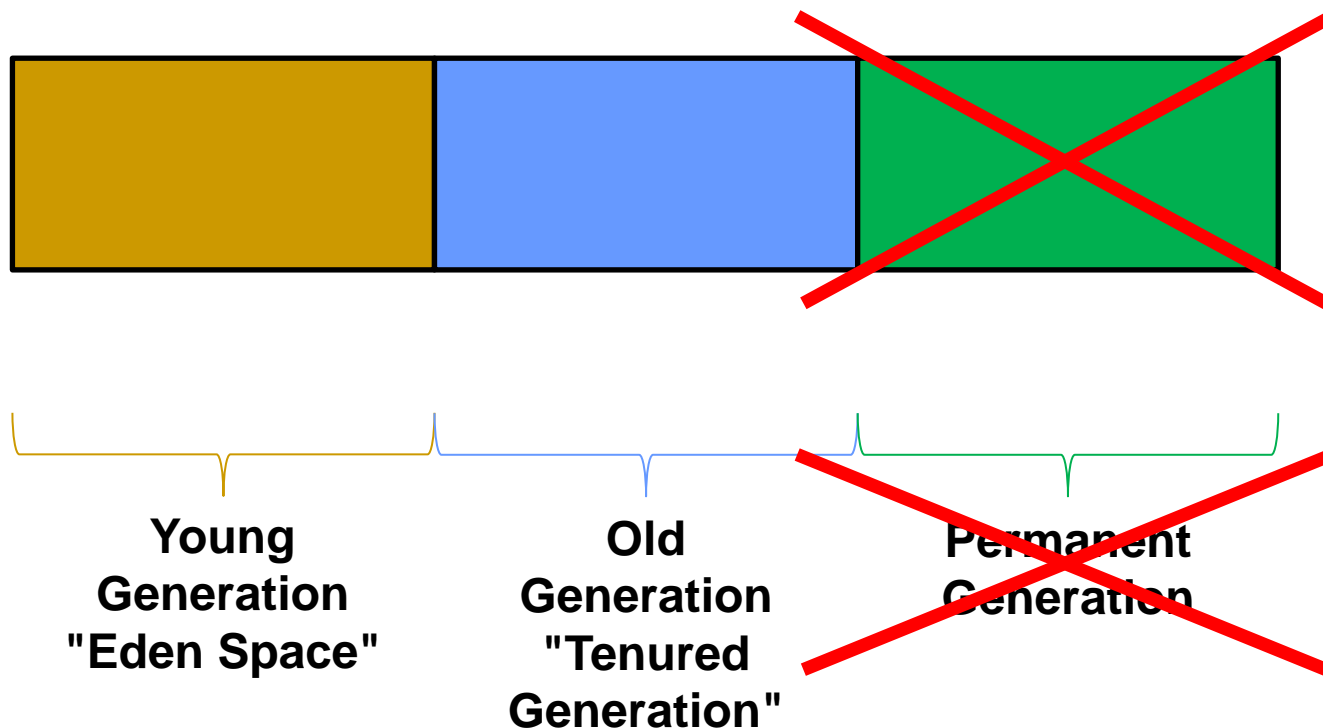 Young
Generation
"Eden Space"
Old
Generation
"Tenured
Generation"
Permanent
Generation